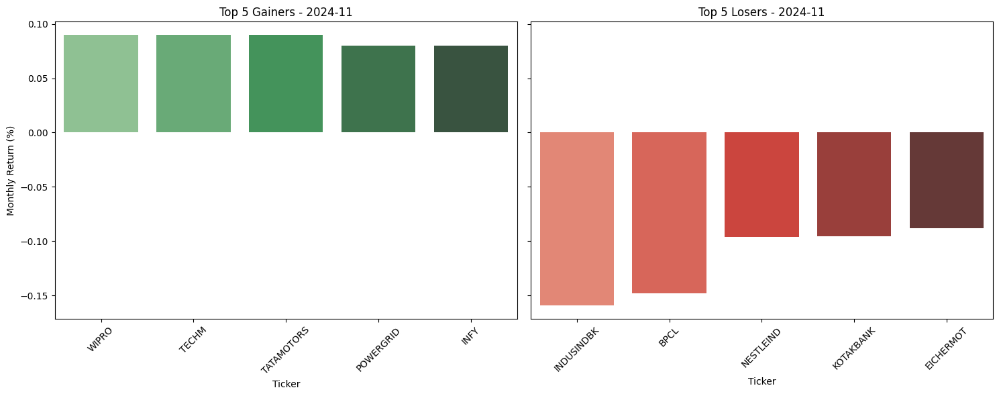 Top 5 Gainers - 2024-11
Monthly Return (%)
0.10
0.05
0.00
−0.05
−0.10
−0.15
WIPRO
TECHM
TATAMOTORS
POWERGRID
INFY
Ticker
Top 5 Losers - 2024-11
INDUSINDBK
BPCL
NESTLEIND
KOTAKBANK
EICHERMOT
Ticker